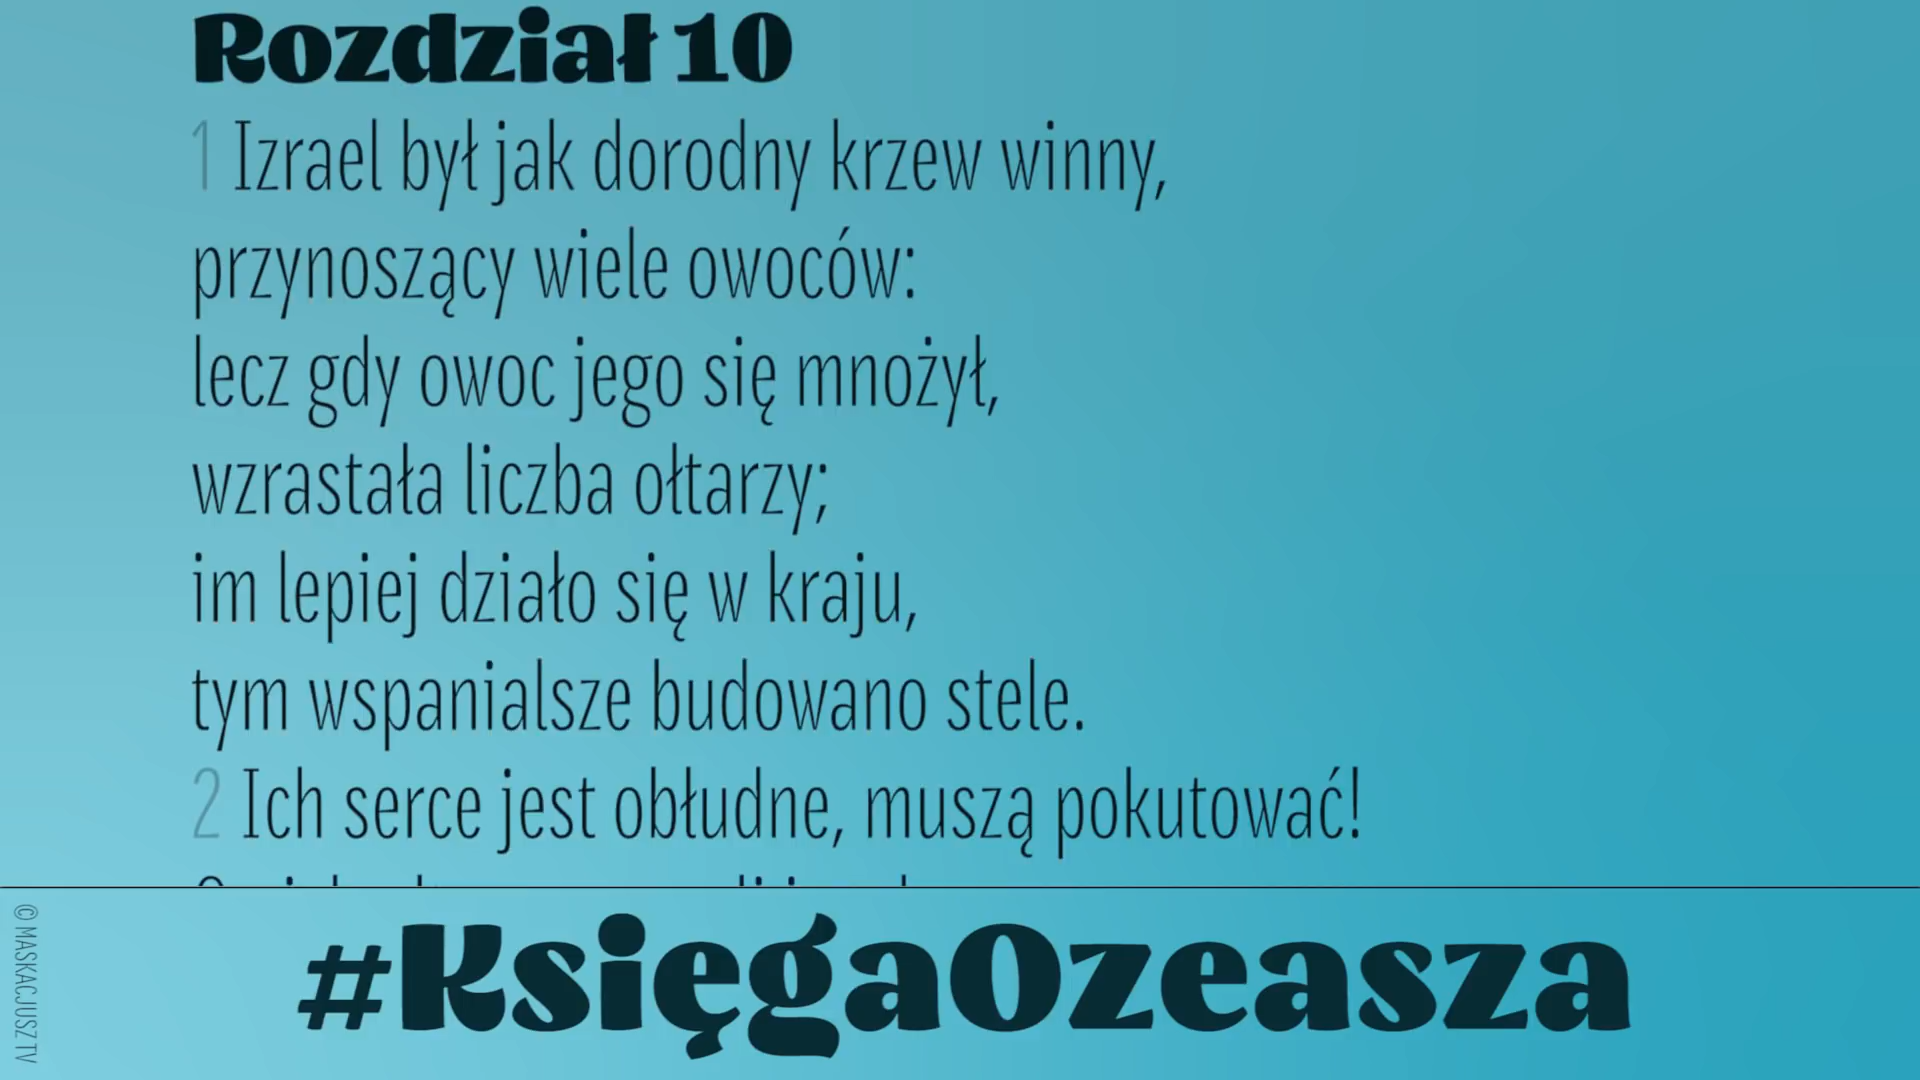 Rozdział 10
1 Izrael był jak dorodny krzew winny,
przynoszący wiele owoców:
lecz gdy owoc jego się mnożył,
wzrastała liczba ołtarzy;
im lepiej działo się w kraju,
tym wspanialsze budowano stele.
2 Ich serce jest obłudne, muszą pokutować!
#KsięgaOzeasza
© MASKACJUSZ TV